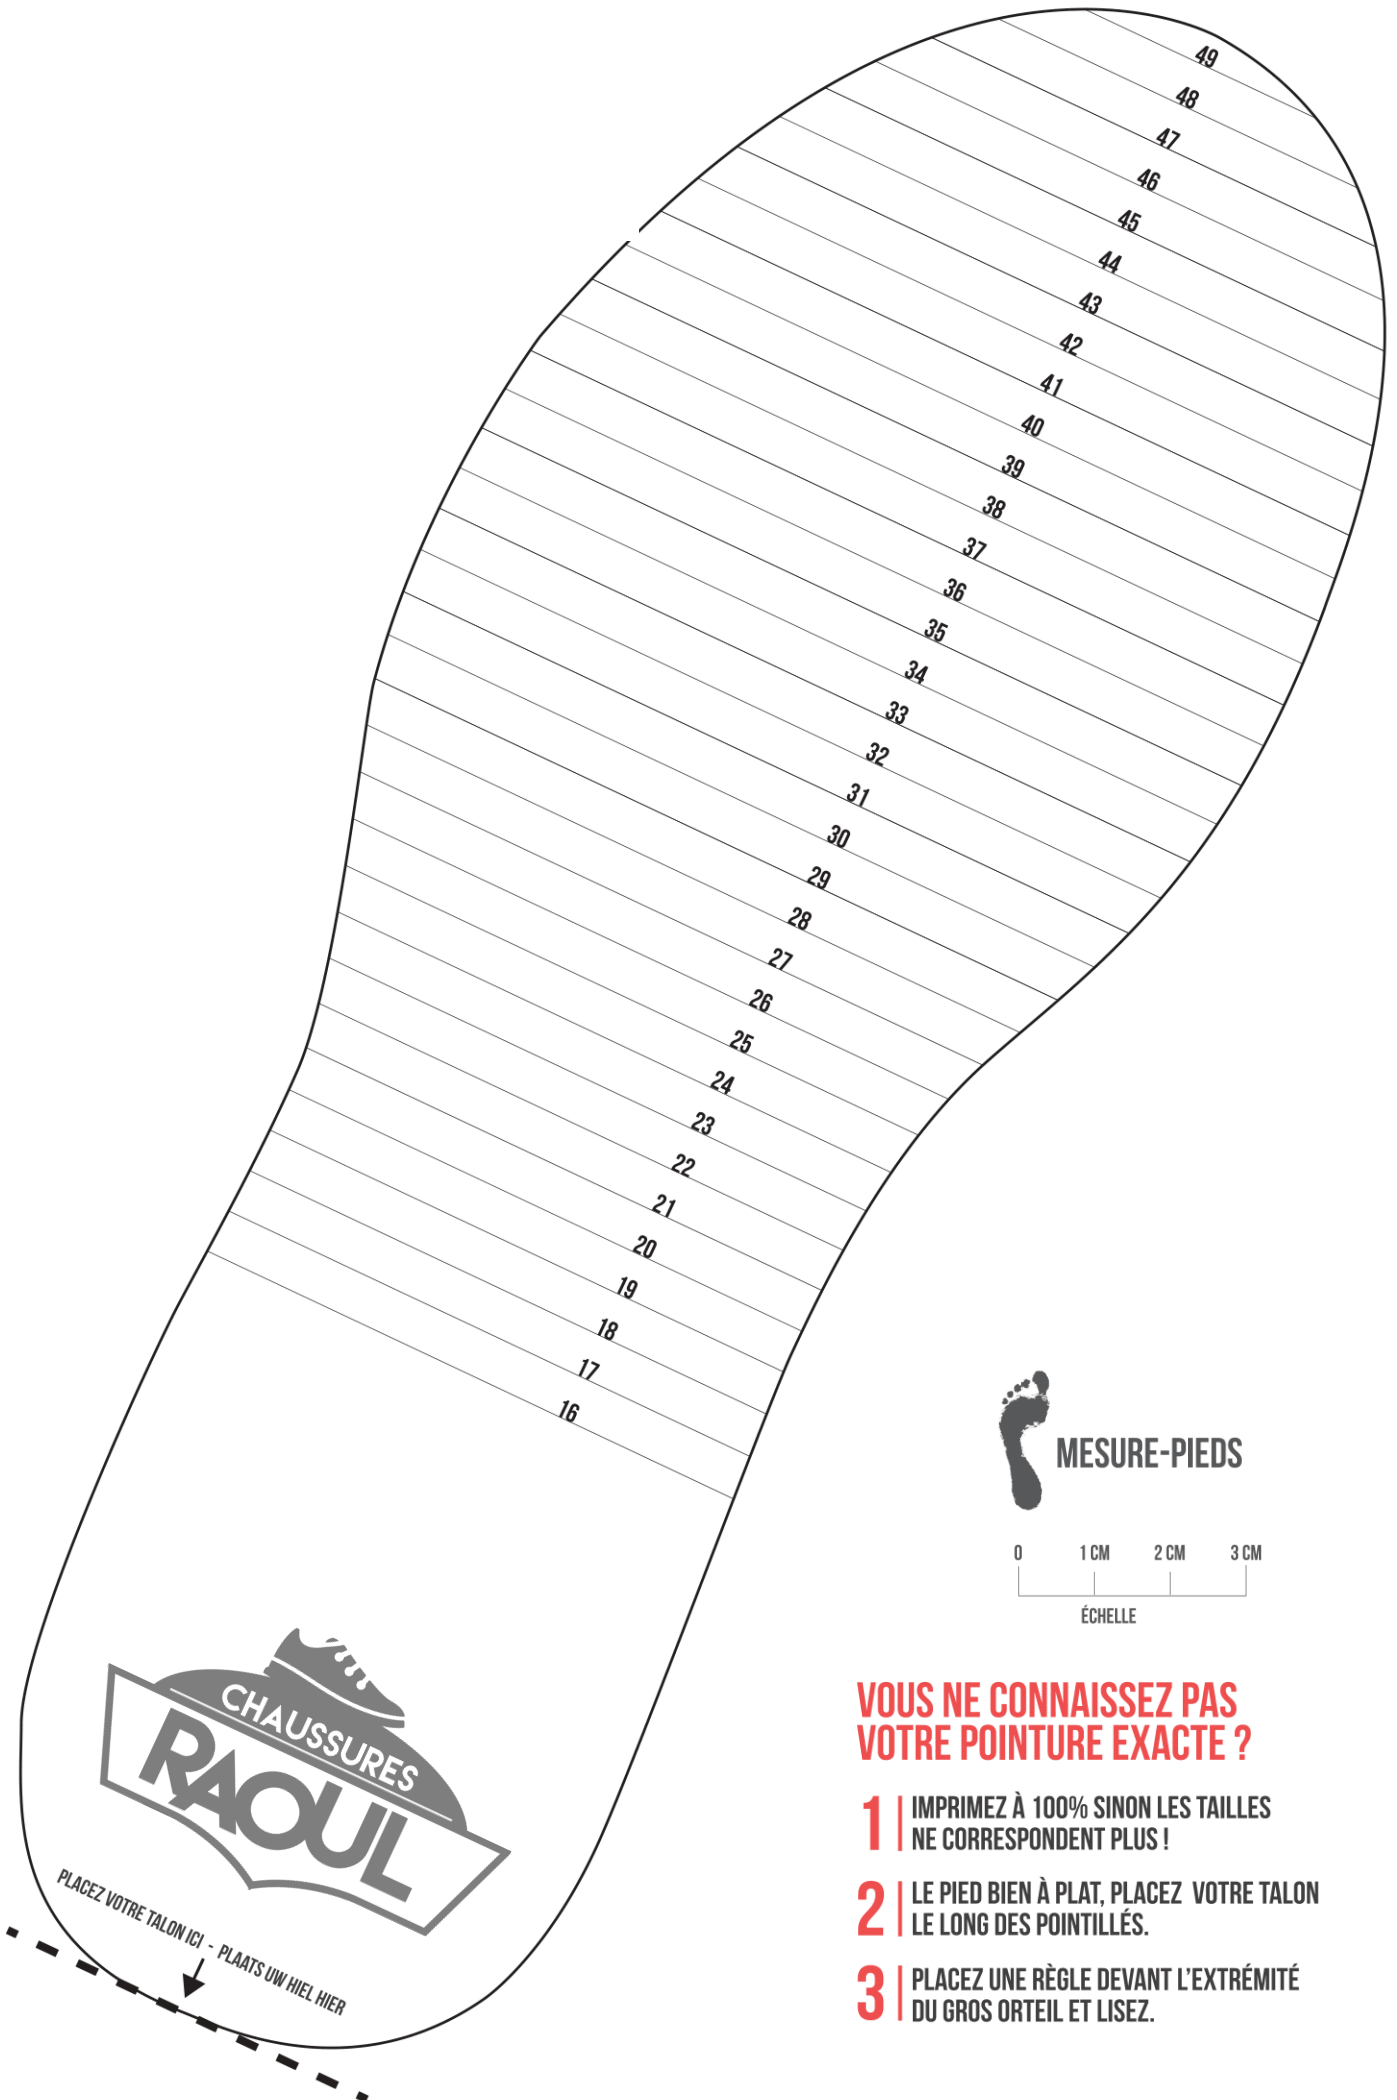 49
48
47
46
45
44
43
42
41
40
39
38
37
36
35
34
33
32
31
30
29
28
27
26
25
24
23
22
21
20
19
18
17
16
MESURE-PIEDS
0 1 CM 2 CM 3 CM
ÉCHELLE
CHAUSSURES
RAOUL
PLACEZ VOTRE TALON ICI - PLAATS UW HIEL HIER
VOUS NE CONNAISSEZ PAS
VOTRE POINTURE EXACTE ?
1 IMPRIMEZ À 100% SINON LES TAILLES
NE CORRESPONDENT PLUS !
2 LE PIED BIEN À PLAT, PLACEZ VOTRE TALON
LE LONG DES POINTILLÉS.
3 PLACEZ UNE RÈGLE DEVANT L'EXTRÉMITÉ
DU GROS ORTEIL ET LISEZ.